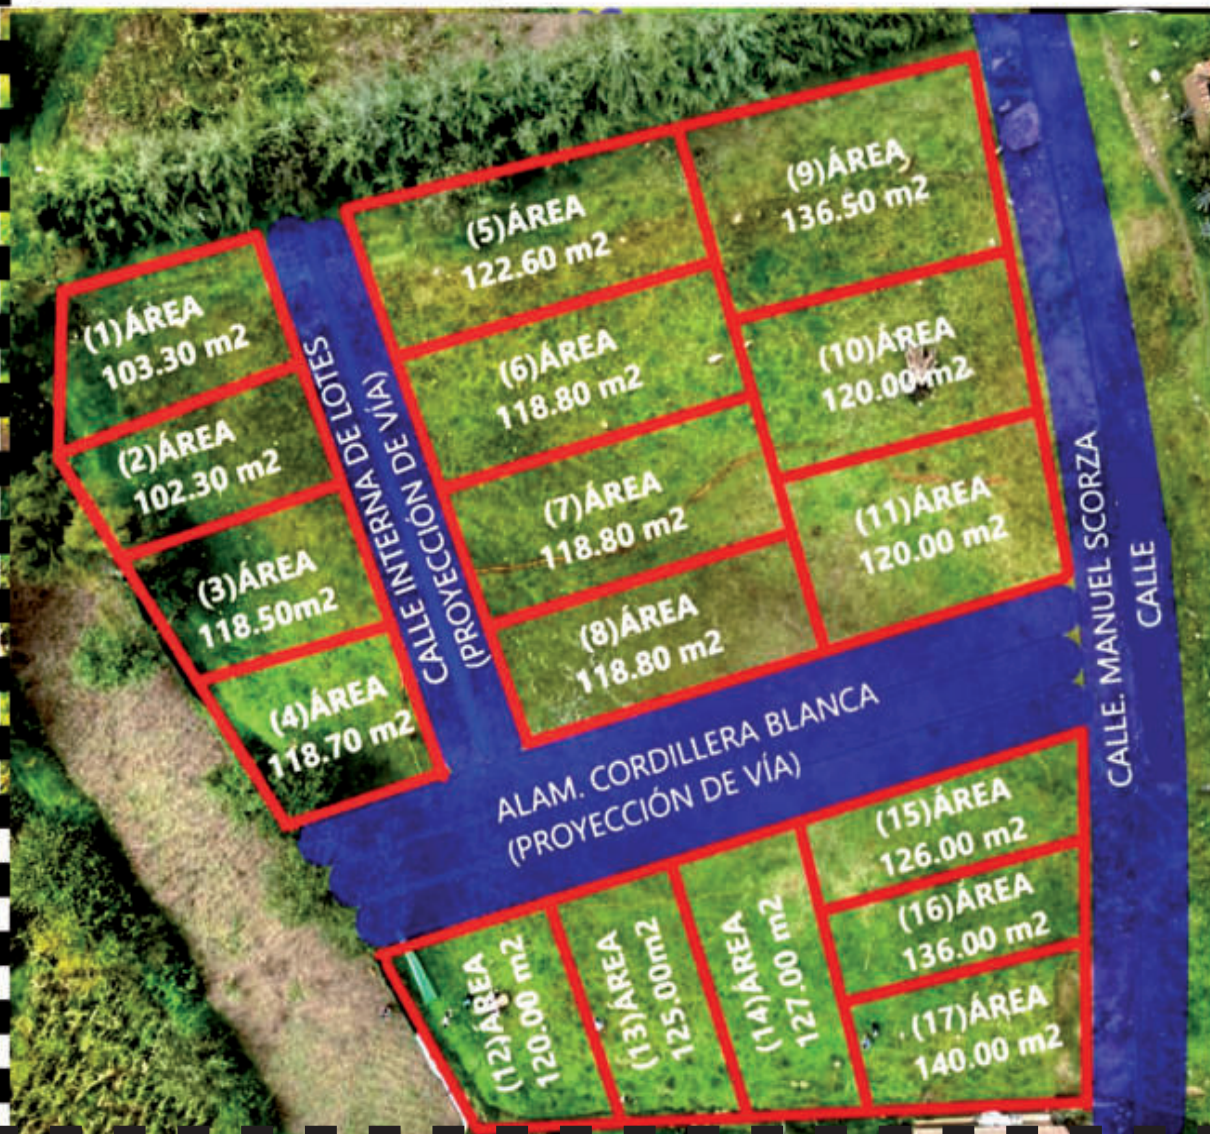 (1)ÁREA
103.30 m2
(2)ÁREA
102.30 m2
(3)ÁREA
118.50m2
(4)ÁREA
118.70 m2
CALLE INTERNA DE LOTES
(PROYECCIÓN DE VÍA)
(5)ÁREA
122.60 m2
(6)ÁREA
118.80 m2
(7)ÁREA
118.80 m2
(8)ÁREA
118.80 m2
(9)ÁREA
136.50 m2
(10)ÁREA
120.00 m2
(11)ÁREA
120.00 m2
CALLE. MANUEL SCORZA
CALLE
ALAM. CORDILLERA BLANCA
(PROYECCIÓN DE VÍA)
(12)ÁREA
120.00 m2
(13)ÁREA
125.00m2
(14)ÁREA
127.00 m2
(15)ÁREA
126.00 m2
(16)ÁREA
136.00 m2
(17)ÁREA
140.00 m2